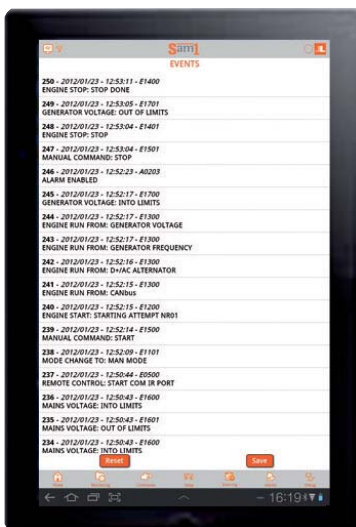 Sam1
EVENTS
250 - 2012/01/23 - 12:53:11 - E1400
ENGINE STOP: STOP DONE
249 - 2012/01/23 - 12:53:05 - E1701
GENERATOR VOLTAGE: OUT OF LIMITS
248 - 2012/01/23 - 12:53:04 - E1401
ENGINE STOP: STOP
247 - 2012/01/23 - 12:53:04 - E1501
MANUAL COMMAND: STOP
246 - 2012/01/23 - 12:52:23 - A0203
ALARM ENABLED
245 - 2012/01/23 - 12:52:17 - E1700
GENERATOR VOLTAGE: INTO LIMITS
244 - 2012/01/23 - 12:52:17 - E1300
ENGINE RUN FROM: GENERATOR VOLTAGE
243 - 2012/01/23 - 12:52:17 - E1300
ENGINE RUN FROM: GENERATOR FREQUENCY
242 - 2012/01/23 - 12:52:16 - E1300
ENGINE RUN FROM: D+/AC ALTERNATOR
241 - 2012/01/23 - 12:52:15 - E1300
ENGINE RUN FROM: CANbus
240 - 2012/01/23 - 12:52:15 - E1200
ENGINE START: STARTING ATTEMPT NR01
239 - 2012/01/23 - 12:52:14 - E1500
MANUAL COMMAND: START
238 - 2012/01/23 - 12:52:09 - E1101
MODE CHANGE TO: MAN MODE
237 - 2012/01/23 - 12:50:44 - E0500
REMOTE CONTROL: START COM IR PORT
236 - 2012/01/23 - 12:50:43 - E1600
MAINS VOLTAGE: INTO LIMITS
235 - 2012/01/23 - 12:50:43 - E1601
MAINS VOLTAGE: OUT OF LIMITS
234 - 2012/01/23 - 12:50:43 - E1600
MAINS VOLTAGE: INTO LIMITS
Reset Save
16:19